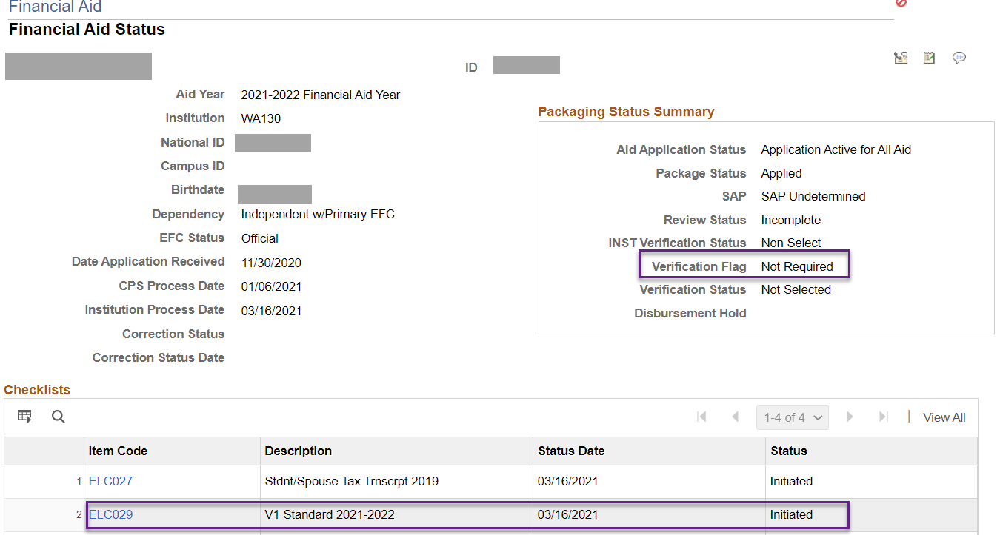 Financial Aid
Financial Aid Status
ID
Aid Year 2021-2022 Financial Aid Year
Institution WA130
National ID
Campus ID
Birthdate
Dependency Independent w/Primary EFC
EFC Status Official
Date Application Received 11/30/2020
CPS Process Date 01/06/2021
Institution Process Date 03/16/2021
Correction Status
Correction Status Date
Packaging Status Summary
Aid Application Status Application Active for All Aid
Package Status Applied
SAP SAP Undetermined
Review Status Incomplete
INST Verification Status Non Select
Verification Flag Not Required
Verification Status Not Selected
Disbursement Hold
Checklists
1-4 of 4 | View All
Item Code Description Status Date Status
1 ELC027 Stdnt/Spouse Tax Trnscrpt 2019 03/16/2021 Initiated
2 ELC029 V1 Standard 2021-2022 03/16/2021 Initiated